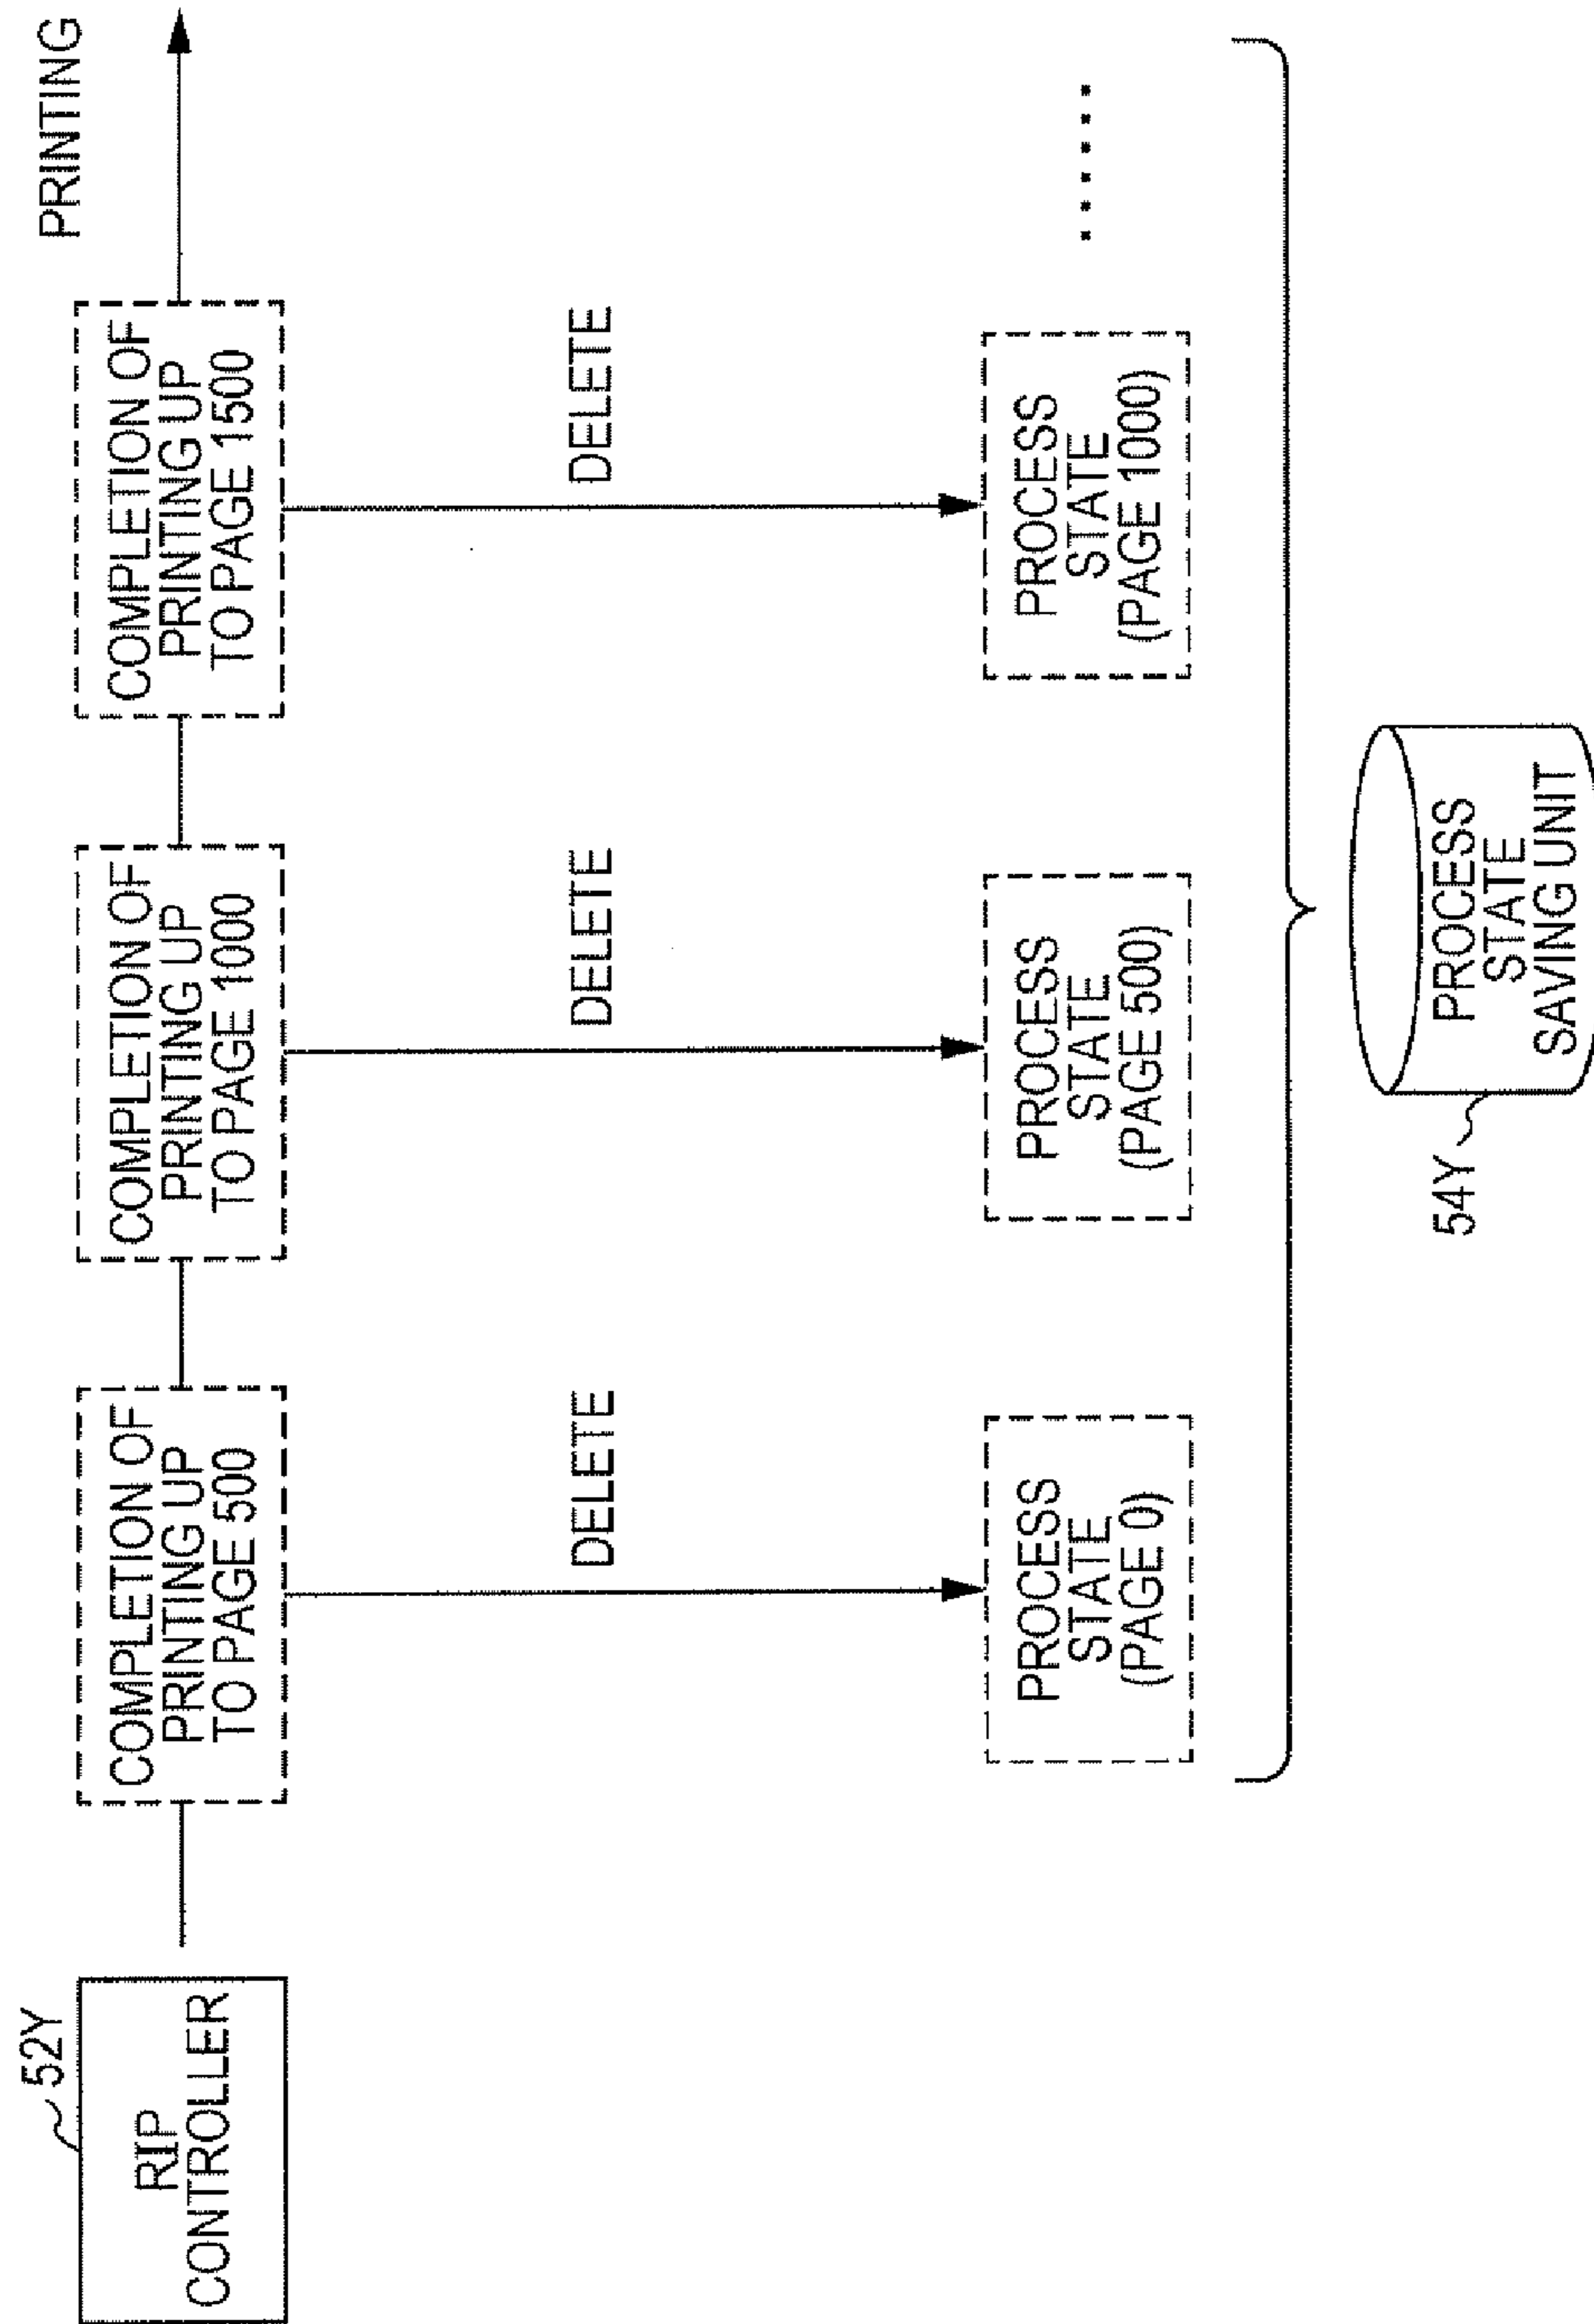 52Y
RIP
CONTROLLER
COMPLETION OF
PRINTING UP
TO PAGE 500
COMPLETION OF
PRINTING UP
TO PAGE 1000
COMPLETION OF
PRINTING UP
TO PAGE 1500
PRINTING
DELETE
DELETE
DELETE
PROCESS
STATE
(PAGE 0)
PROCESS
STATE
(PAGE 500)
PROCESS
STATE
(PAGE 1000)
54Y
PROCESS
STATE
SAVING UNIT